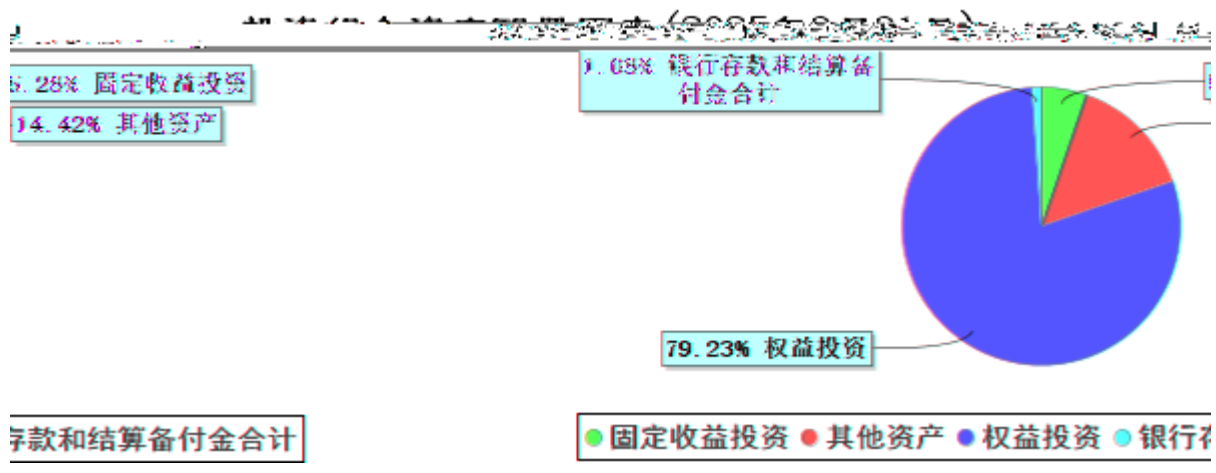 5.28% 固定收益投资
14.42% 其他资产
1.08% 银行存款和结算备
付金合计
79.23% 权益投资
存款和结算备付金合计
固定收益投资 其他资产 权益投资 银行存